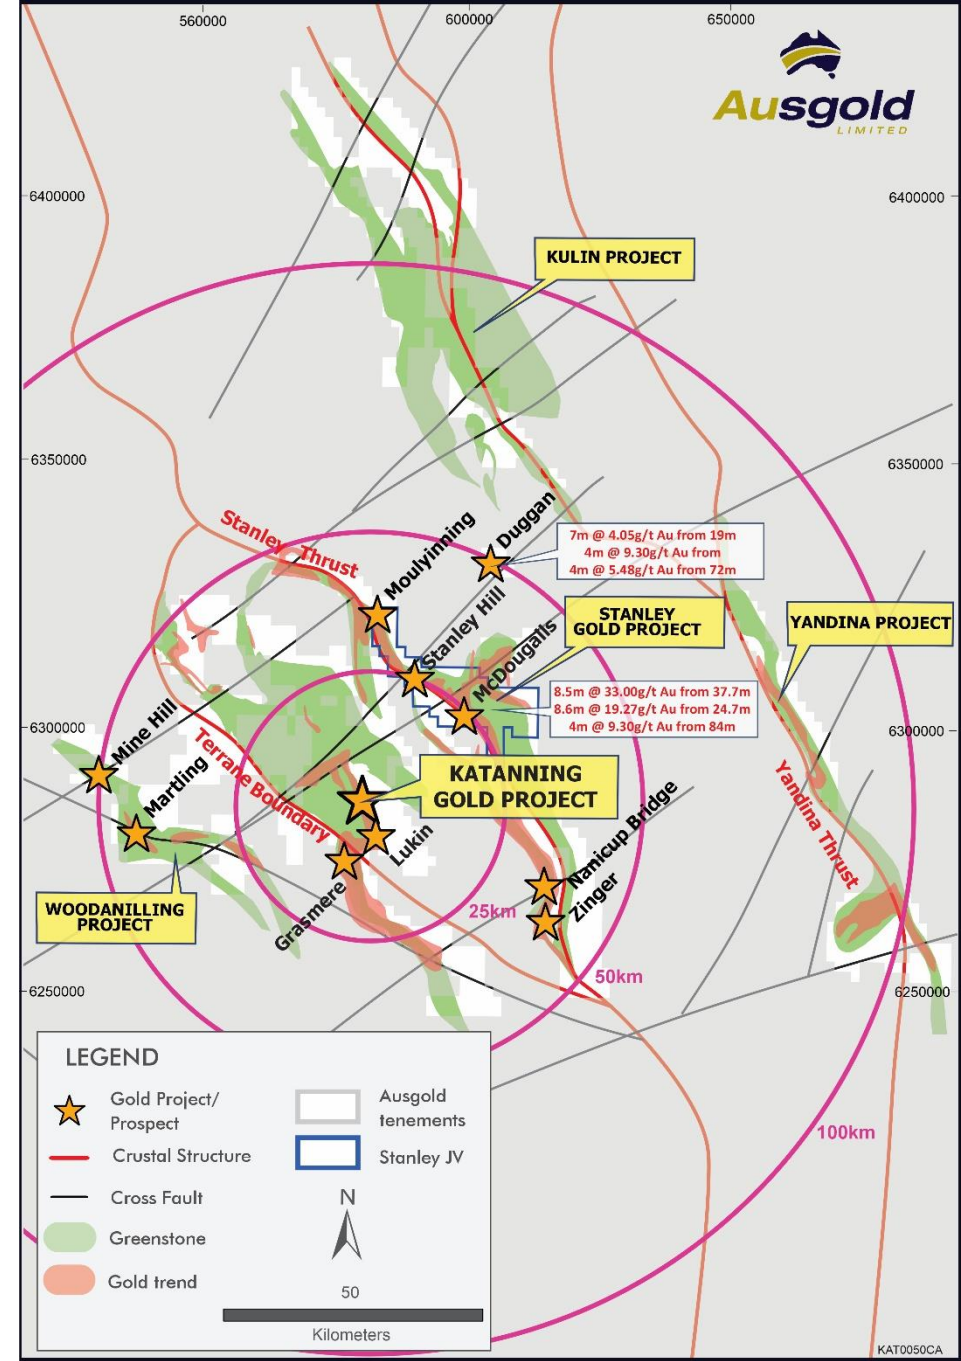 560000
600000
650000
Ausgold
LIMITED
6400000
6400000
KULIN PROJECT
6350000
6350000
Stanley Thrust
Moulyinning
Duggan
7m @ 4.05g/t Au from 19m
4m @ 9.30g/t Au from
4m @ 5.48g/t Au from 72m
Stanley Hill
STANLEY
GOLD PROJECT
YANDINA PROJECT
McDougalls
8.5m @ 33.00g/t Au from 37.7m
8.6m @ 19.27g/t Au from 24.7m
4m @ 9.30g/t Au from 84m
6300000
6300000
Mine Hill
Martling
Terrane Boundary
KATANNING
GOLD PROJECT
Yandina Thrust
Lukin
Nanicup Bridge
Zinger
Grasmere
WOODANILLING
PROJECT
25km
50km
6250000
6250000
100km
LEGEND
Gold Project/
Prospect
Ausgold
tenements
Crustal Structure
Stanley JV
Cross Fault
N
Greenstone
Gold trend
50
Kilometers
KAT0050CA